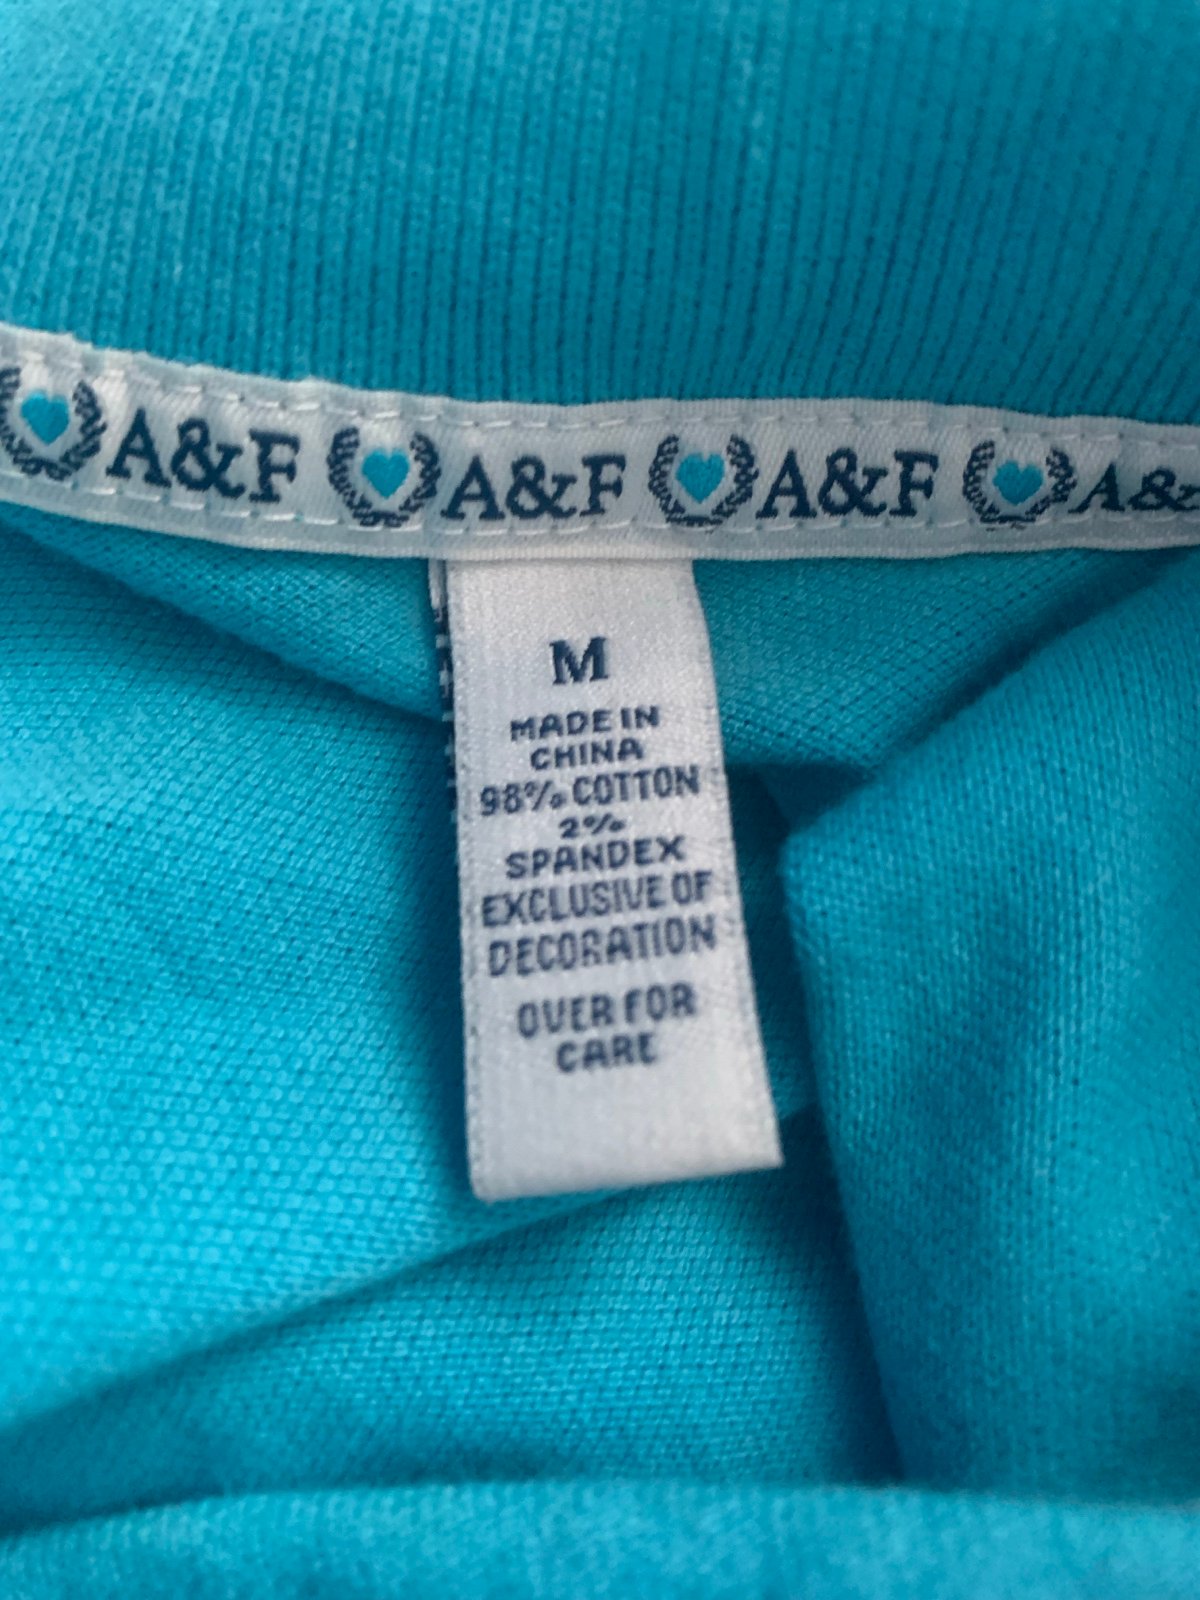 A&F A&F A&F A&
M
MADE IN
CHINA
98% COTTON
2%
SPANDEX
EXCLUSIVE OF
DECORATION
OVER FOR
CARE